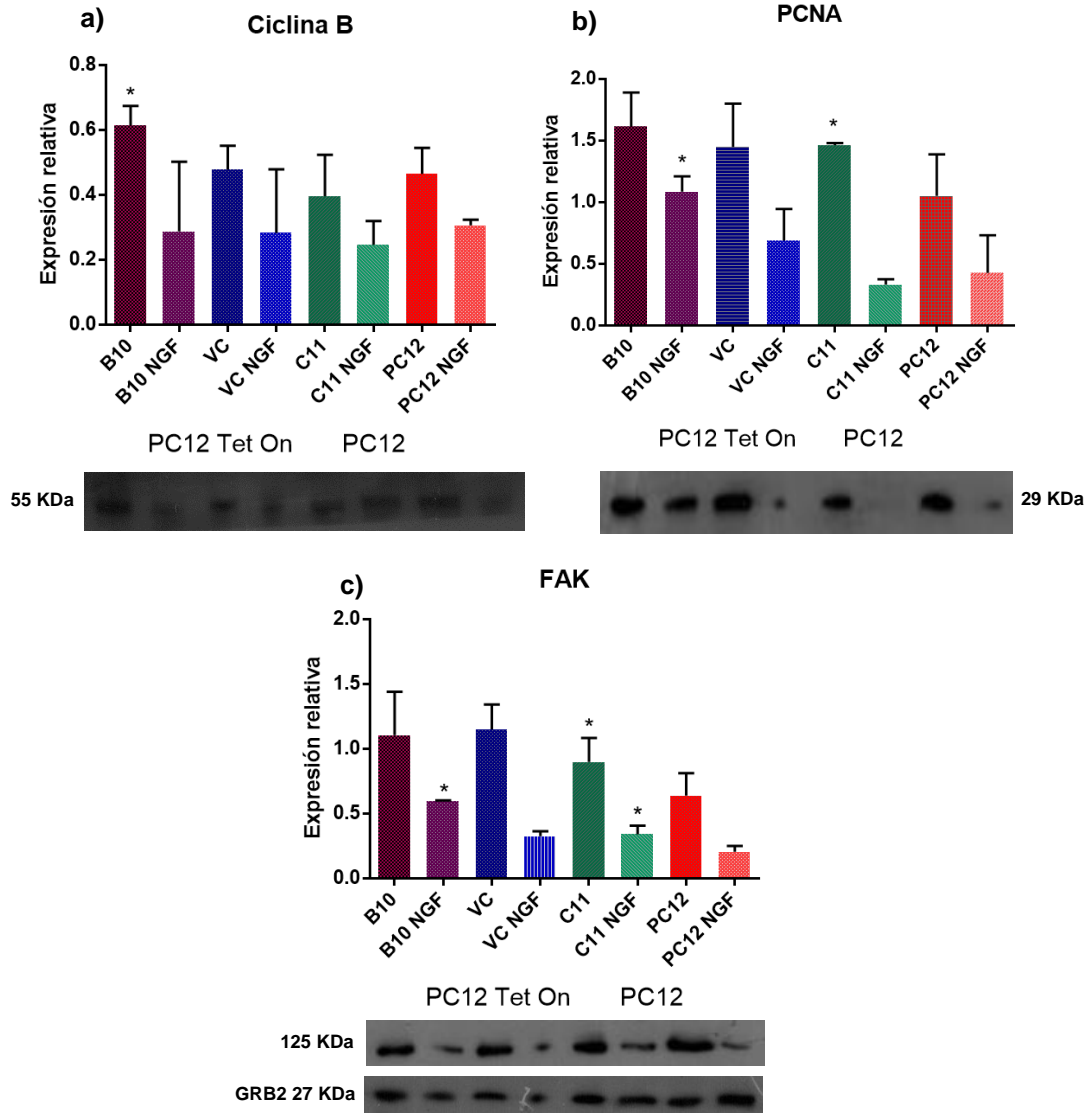 a)
Ciclina B
Expresión relativa
0.8
0.6
0.4
0.2
0.0
*
B10
B10 NGF
VC
VC NGF
C11
C11 NGF
PC12
PC12 NGF
PC12 Tet On PC12
55 KDa
b)
PCNA
Expresión relativa
2.0
1.5
1.0
0.5
0.0
*
*
B10
B10 NGF
VC
VC NGF
C11
C11 NGF
PC12
PC12 NGF
PC12 Tet On PC12
29 KDa
c)
FAK
Expresión relativa
2.0
1.5
1.0
0.5
0.0
*
*
*
B10
B10 NGF
VC
VC NGF
C11
C11 NGF
PC12
PC12 NGF
PC12 Tet On PC12
125 KDa
GRB2 27 KDa